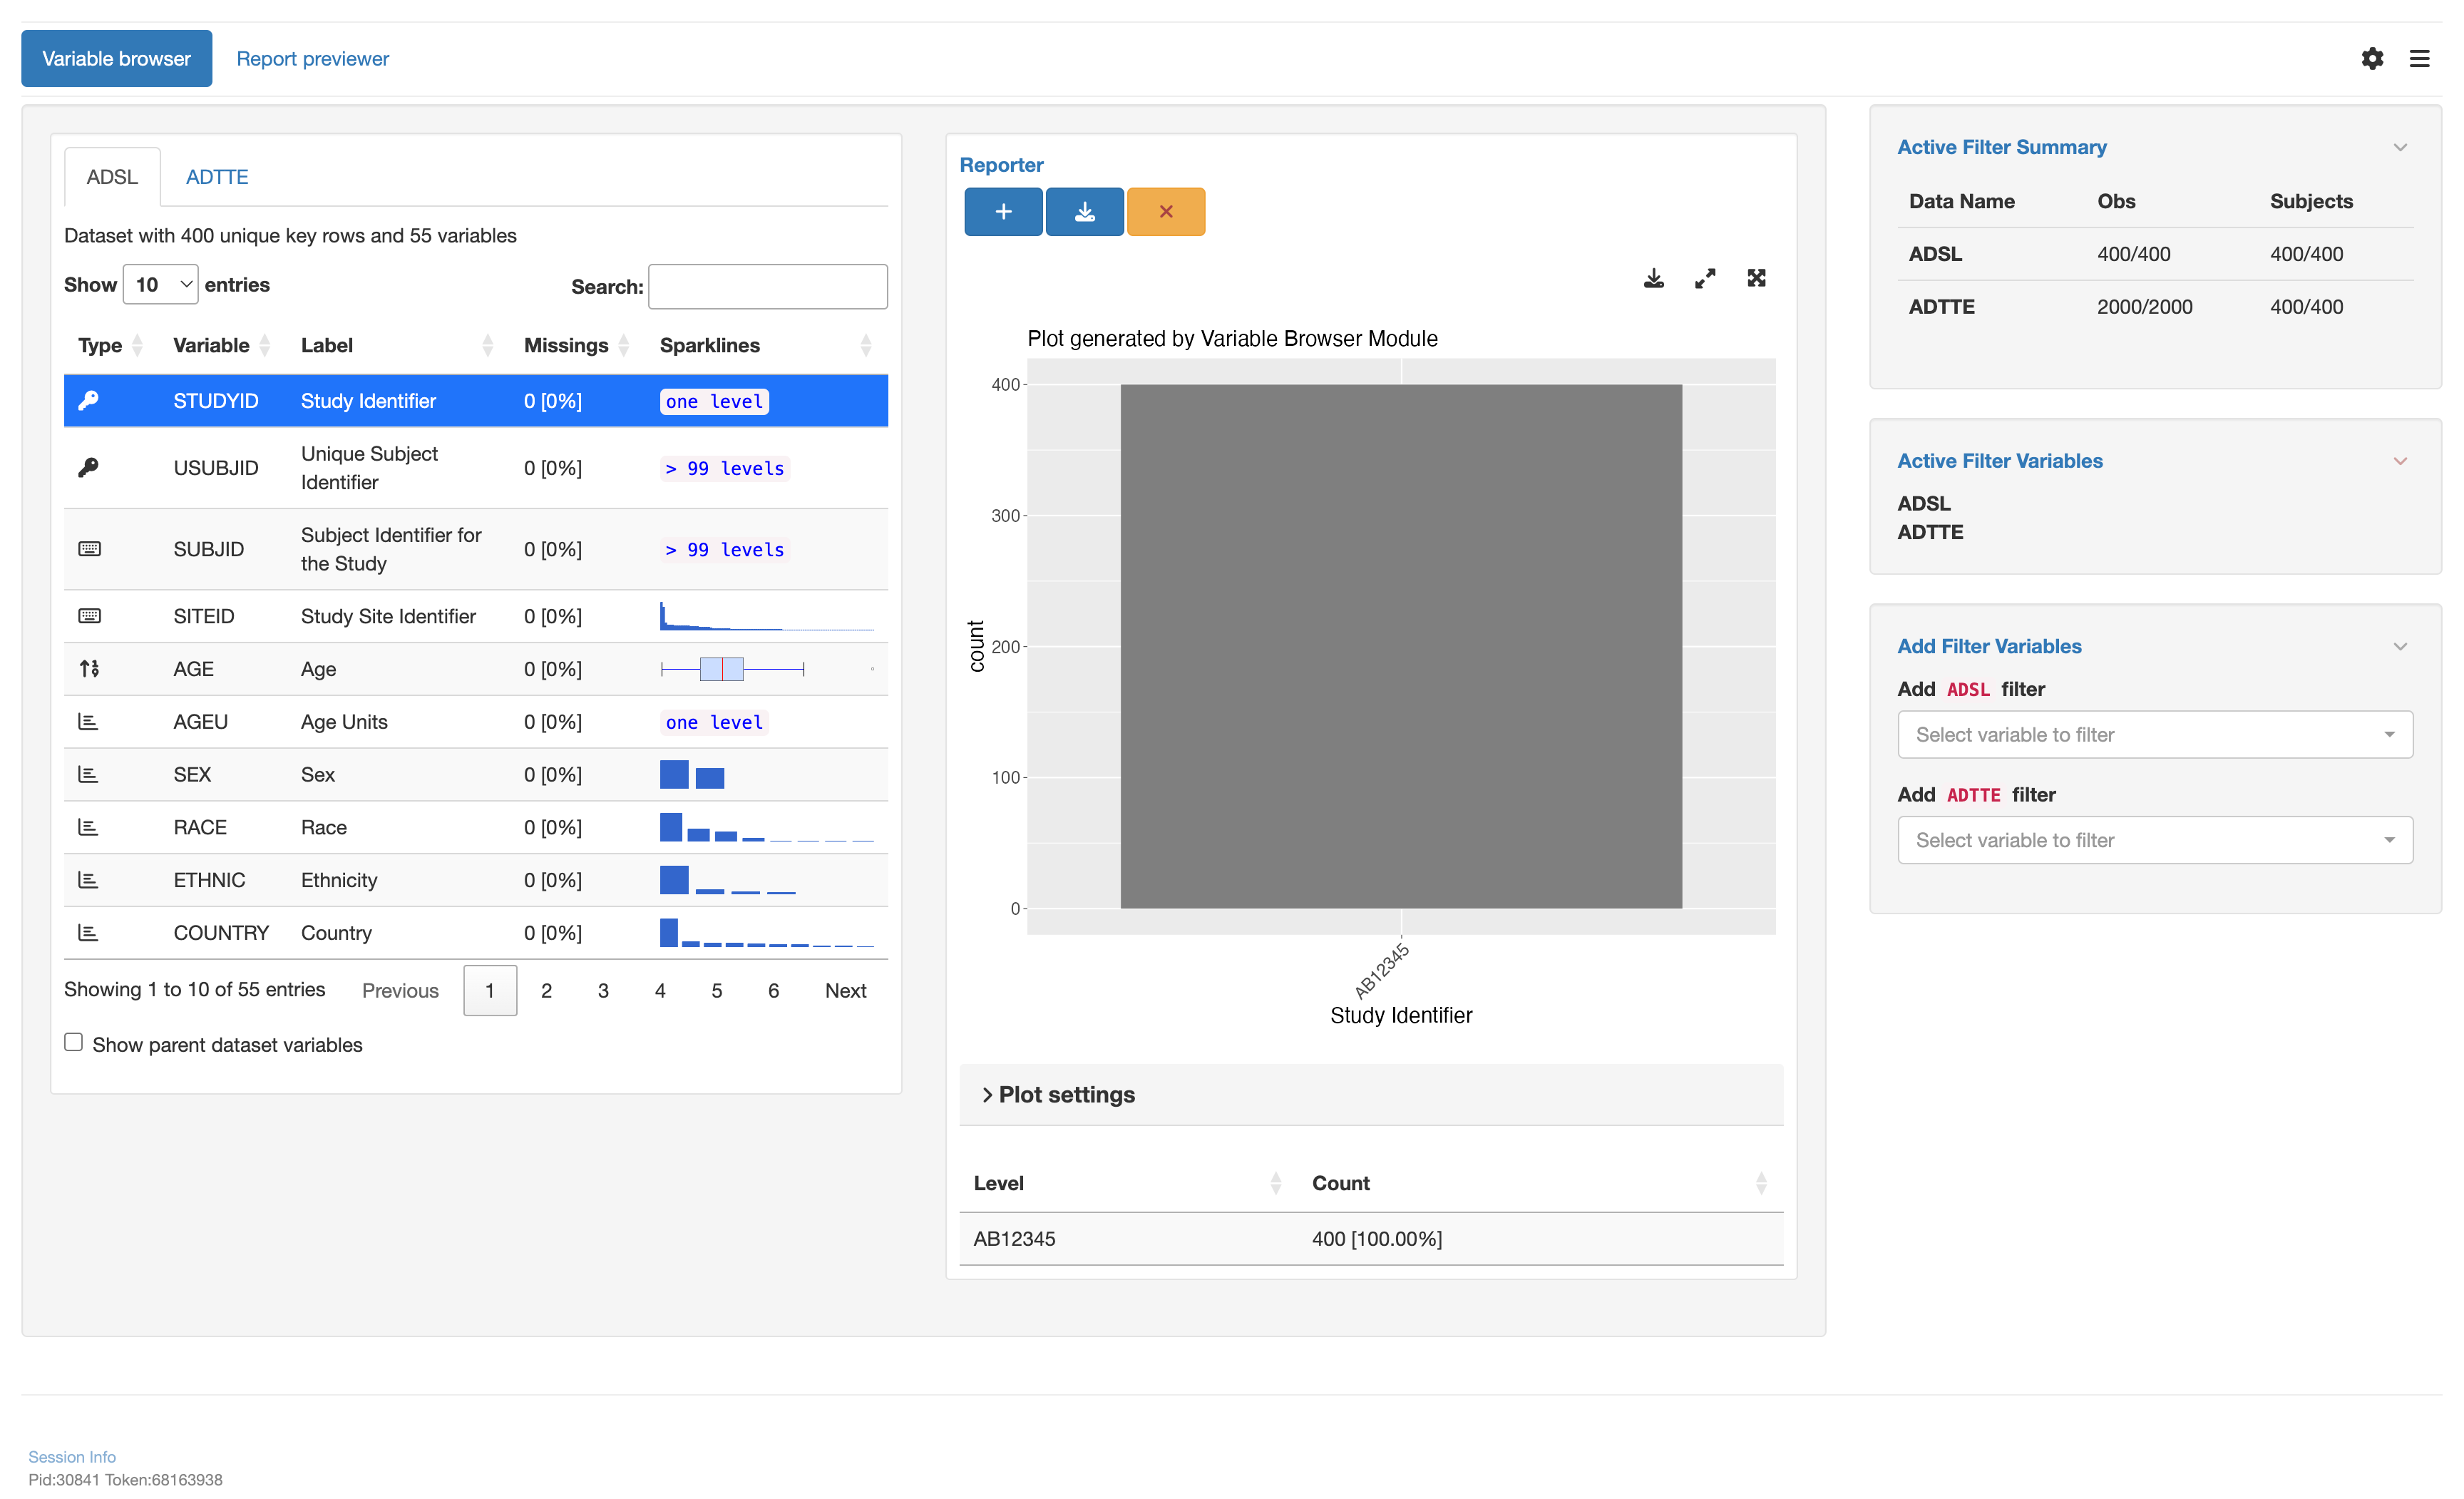 Variable browser
Report previewer
ADSL
ADTTE
Dataset with 400 unique key rows and 55 variables
Show 10 entries
Search:
Type Variable Label Missings Sparklines
STUDYID Study Identifier 0 [0%] one level
USUBJID Unique Subject Identifier 0 [0%] > 99 levels
SUBJID Subject Identifier for the Study 0 [0%] > 99 levels
SITEID Study Site Identifier 0 [0%]
AGE Age 0 [0%]
AGEU Age Units 0 [0%] one level
SEX Sex 0 [0%]
RACE Race 0 [0%]
ETHNIC Ethnicity 0 [0%]
COUNTRY Country 0 [0%]
Showing 1 to 10 of 55 entries Previous 1 2 3 4 5 6 Next
Show parent dataset variables
Reporter
Plot generated by Variable Browser Module
400
300
200
100
0
count
AB12345
Study Identifier
Plot settings
Level Count
AB12345 400 [100.00%]
Active Filter Summary
Data Name Obs Subjects
ADSL 400/400 400/400
ADTTE 2000/2000 400/400
Active Filter Variables
ADSL
ADTTE
Add Filter Variables
Add ADSL filter
Select variable to filter
Add ADTTE filter
Select variable to filter
Session Info
Pid:30841 Token:68163938